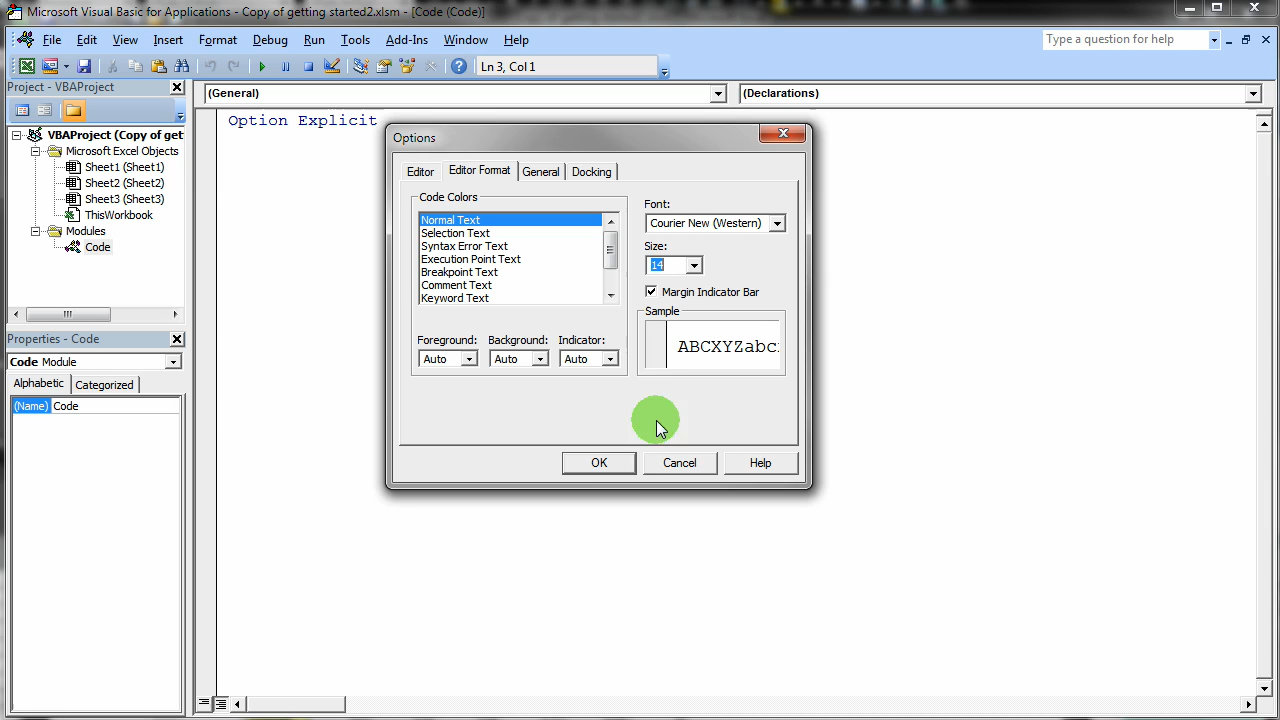 Microsoft Visual Basic for Applications - Copy of getting started2.xlsm - [Code (Code)]
File Edit View Insert Format Debug Run Tools Add-Ins Window Help
Type a question for help
Ln 3, Col 1
Project - VBAProject
(General)
(Declarations)
VBAProject (Copy of get
Microsoft Excel Objects
Sheet1 (Sheet1)
Sheet2 (Sheet2)
Sheet3 (Sheet3)
ThisWorkbook
Modules
Code
Properties - Code
Code Module
Alphabetic Categorized
(Name) Code
Option Explicit
Options
Editor Editor Format General Docking
Code Colors
Normal Text
Selection Text
Syntax Error Text
Execution Point Text
Breakpoint Text
Comment Text
Keyword Text
Foreground: Background: Indicator:
Auto Auto Auto
Font:
Courier New (Western)
Size:
14
Margin Indicator Bar
Sample
ABCXYZabc
OK Cancel Help